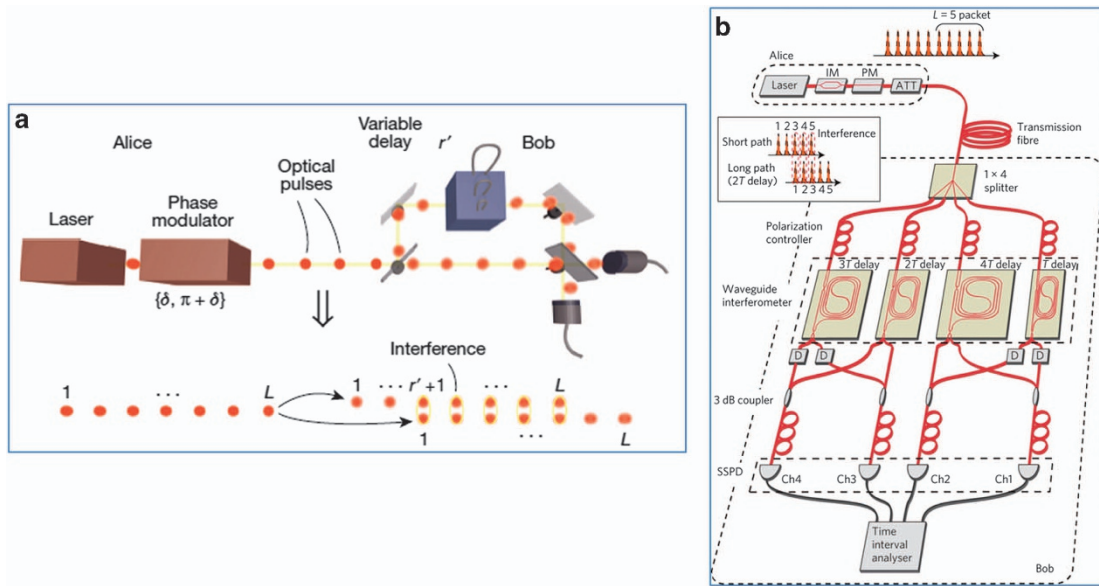 a
Alice
Variable delay
r'
Bob
Optical pulses
Laser
Phase modulator
{δ, π + δ}
Interference
1 ⋯ L
1 ⋯ r' +1 ⋯ L
1 ⋯ L
b
L = 5 packet
Alice
Laser
IM
PM
ATT
Transmission fibre
1 2 3 4 5
Interference
Short path
Long path (2T delay)
1 2 3 4 5
1 × 4 splitter
Polarization controller
3T delay
2T delay
4T delay
T delay
Waveguide interferometer
D
D
D
D
3 dB coupler
SSPD
Ch4
Ch3
Ch2
Ch1
Time interval analyser
Bob